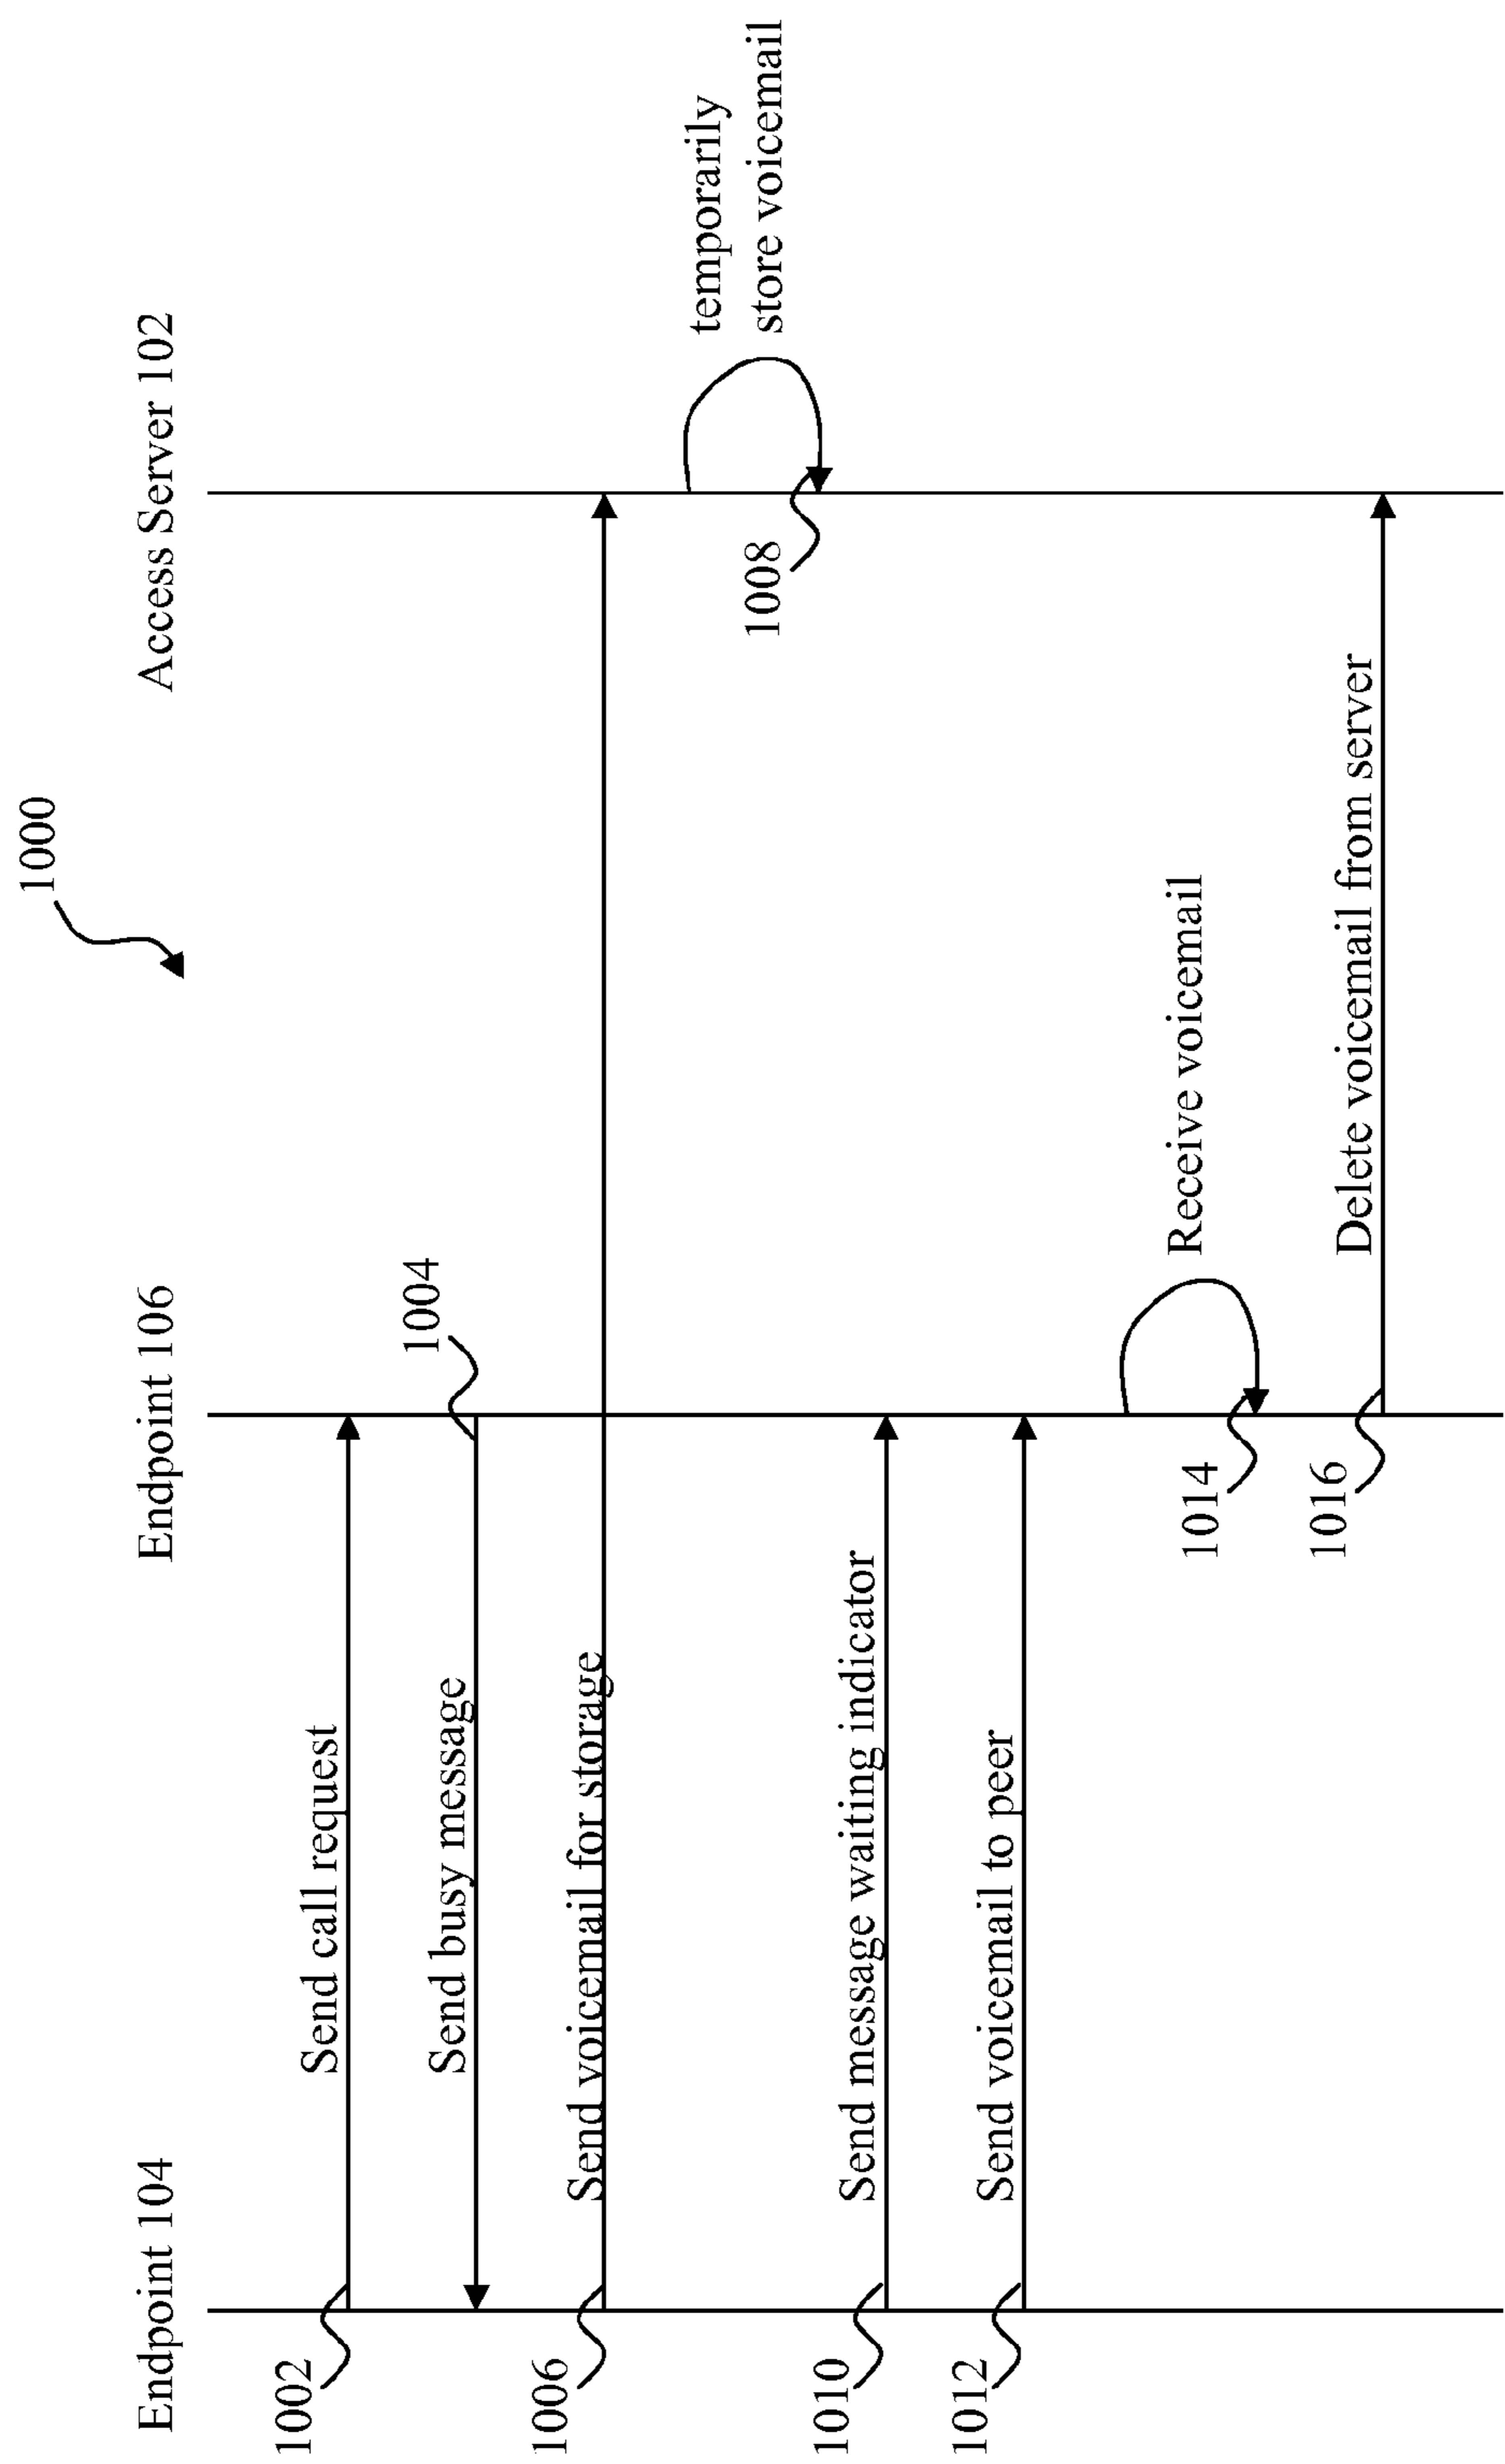 1000
Endpoint 104
Endpoint 106
Access Server 102
1002
Send call request
Send busy message
1004
1006
Send voicemail for storage
temporarily
store voicemail
1008
1010
Send message waiting indicator
1012
Send voicemail to peer
Receive voicemail
1014
Delete voicemail from server
1016